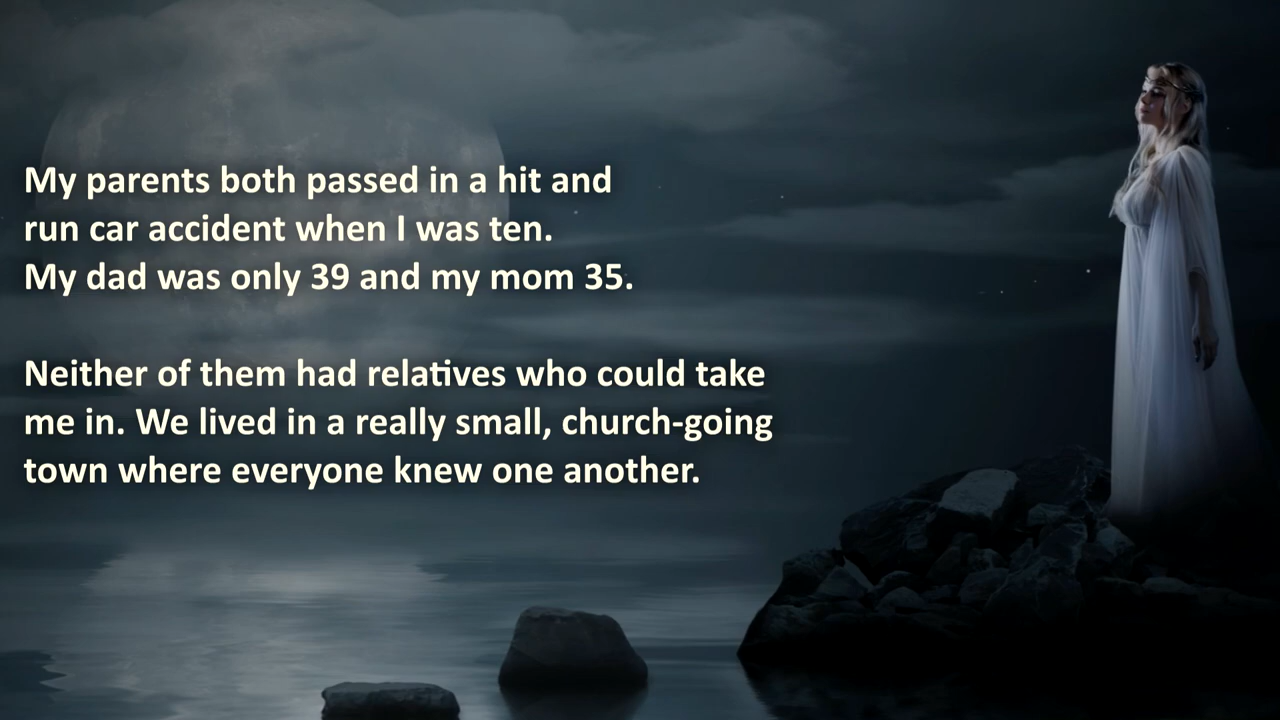 My parents both passed in a hit and
run car accident when I was ten.
My dad was only 39 and my mom 35.
Neither of them had relatives who could take
me in. We lived in a really small, church-going
town where everyone knew one another.